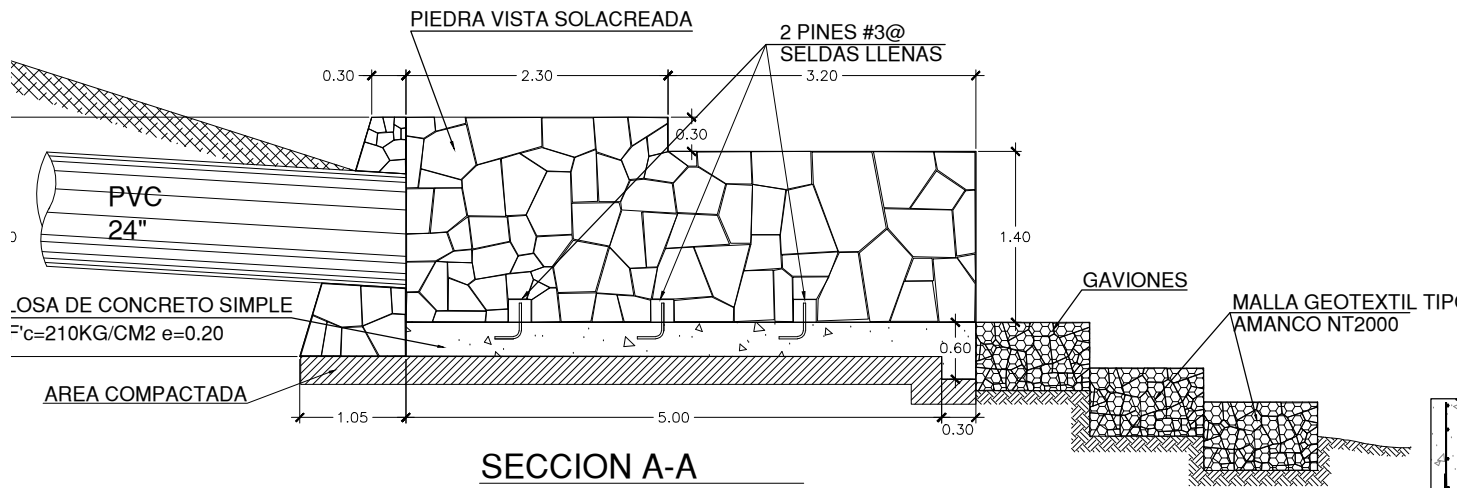 PIEDRA VISTA SOLACREADA
2 PINES #3@
SELDAS LLENAS
0.30
2.30
3.20
0.30
PVC
24"
1.40
GAVIONES
LOSA DE CONCRETO SIMPLE
F'c=210KG/CM2 e=0.20
MALLA GEOTEXTIL TIPO
AMANCO NT2000
0.60
AREA COMPACTADA
1.05
5.00
0.30
SECCION A-A